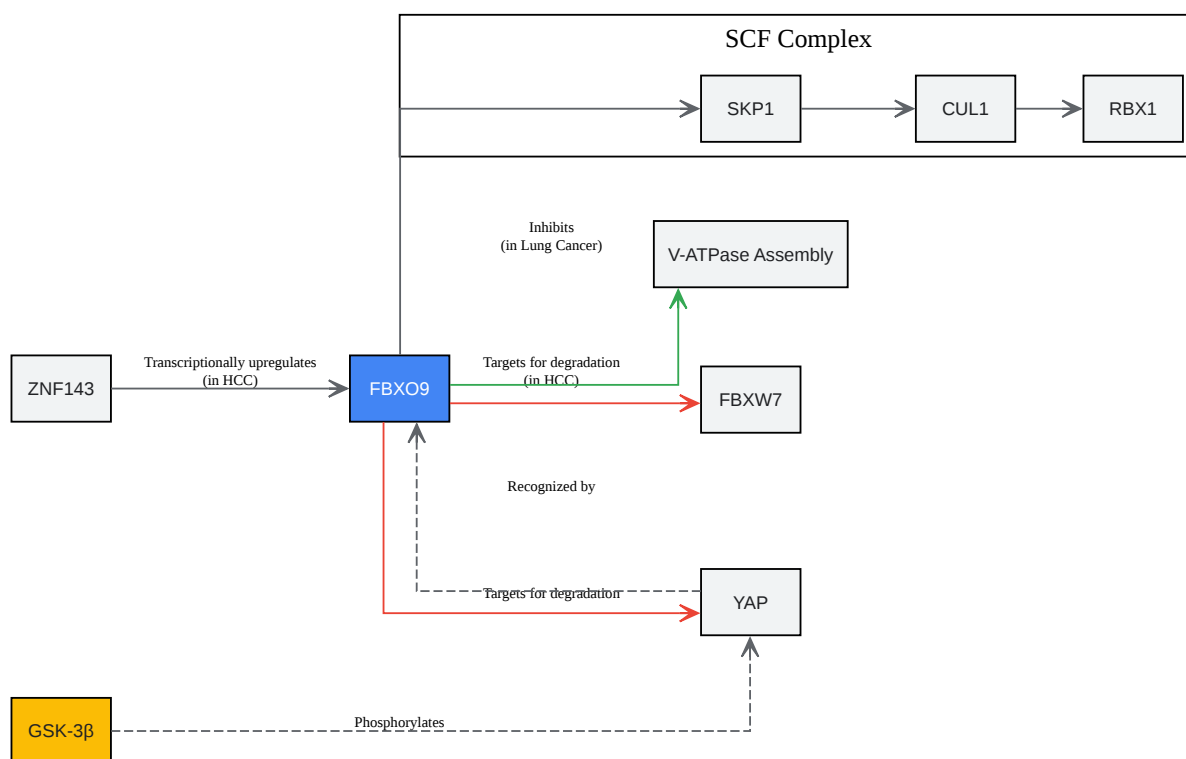 SCF Complex
SKP1
CUL1
RBX1
Inhibits
(in Lung Cancer)
V-ATPase Assembly
ZNF143
Transcriptionally upregulates
(in HCC)
FBXO9
Targets for degradation
(in HCC)
FBXW7
Recognized by
Targets for degradation
YAP
GSK-3β
Phosphorylates